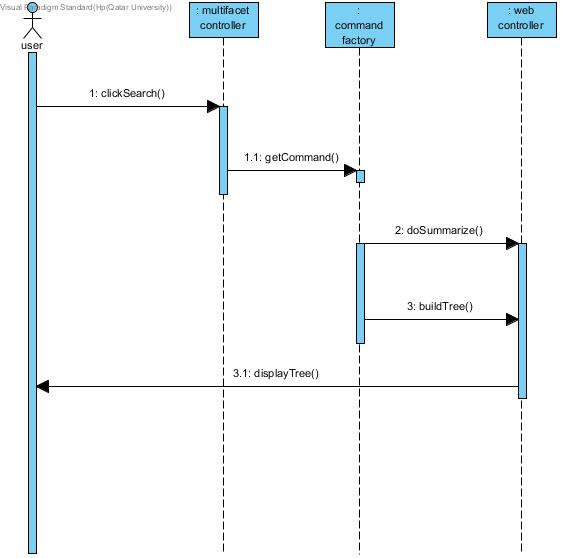 Visual Paradigm Standard(Hp(Qatar University))
user
: multifacet
controller
:
command
factory
: web
controller
1: clickSearch()
1.1: getCommand()
2: doSummarize()
3: buildTree()
3.1: displayTree()